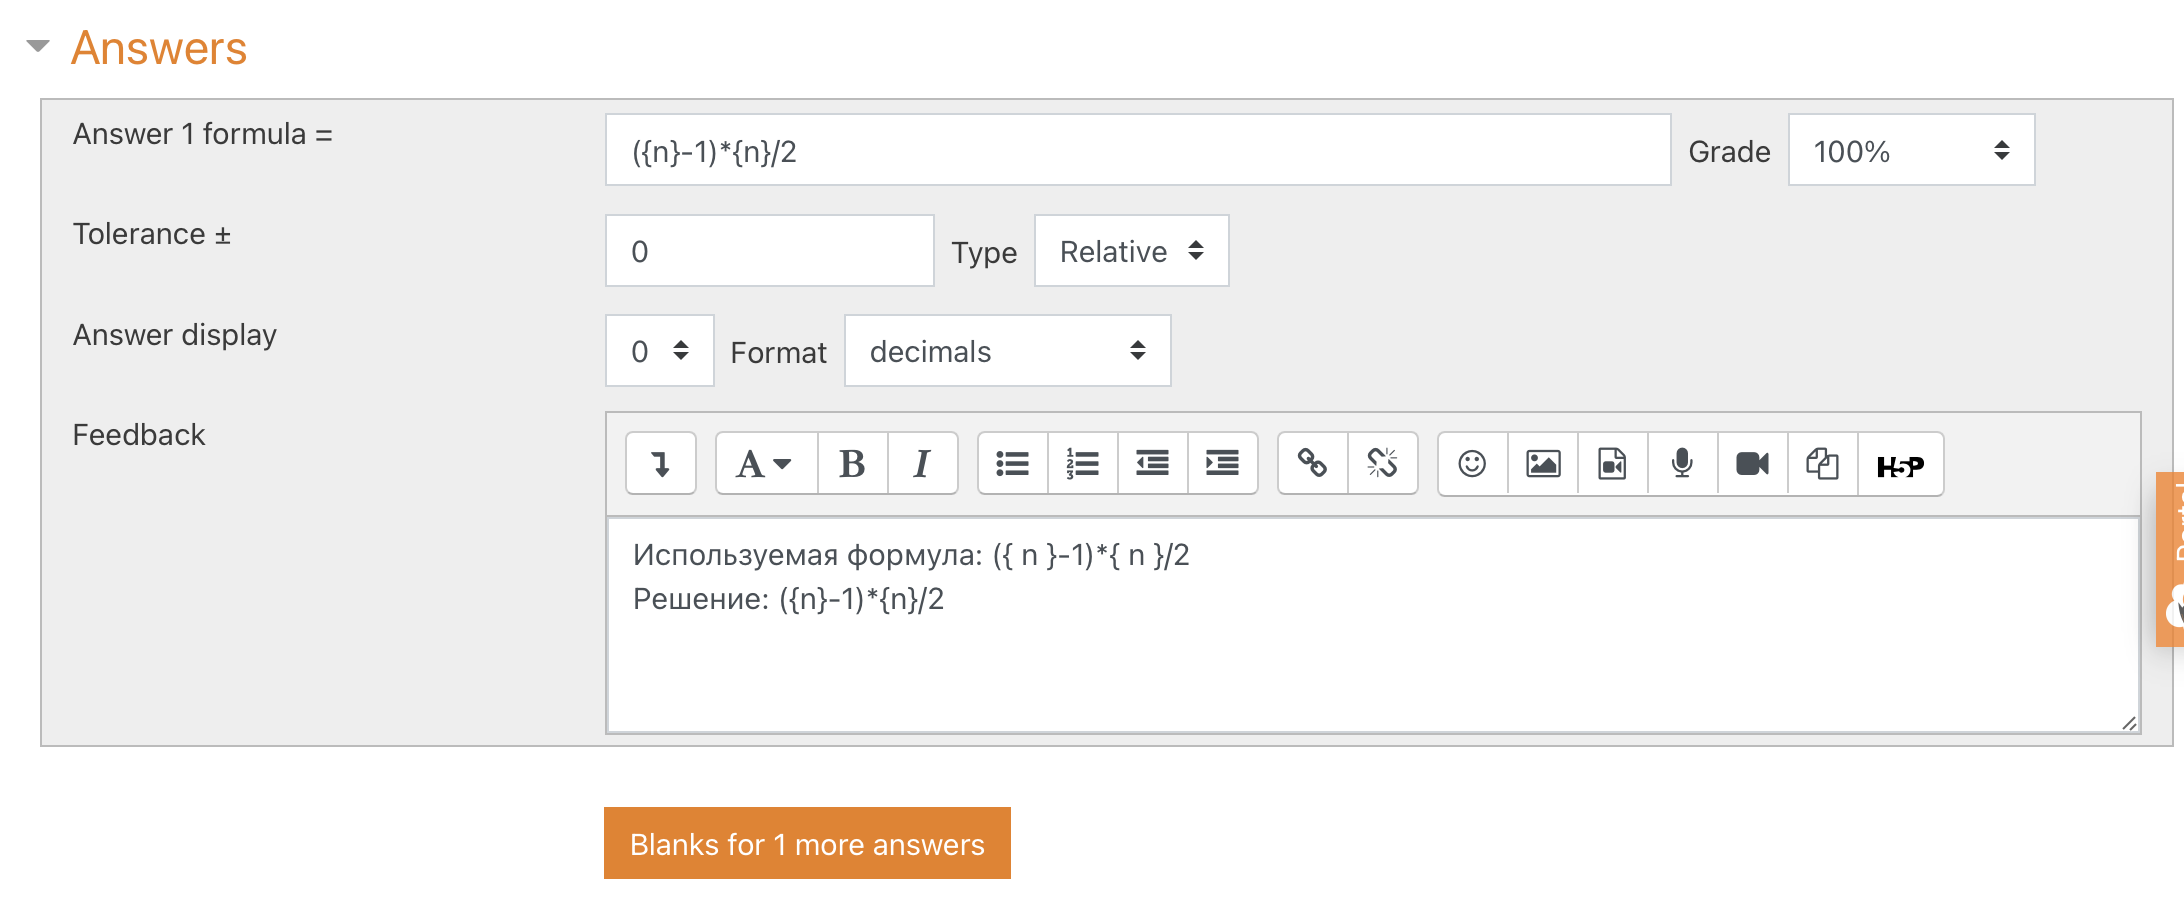 Answers
Answer 1 formula =
({n}-1)*{n}/2
Grade
100%
Tolerance ±
0
Type
Relative
Answer display
0
Format
decimals
Feedback
A B I
H5P
Используемая формула: ({ n }-1)*{ n }/2
Решение: ({n}-1)*{n}/2
Blanks for 1 more answers